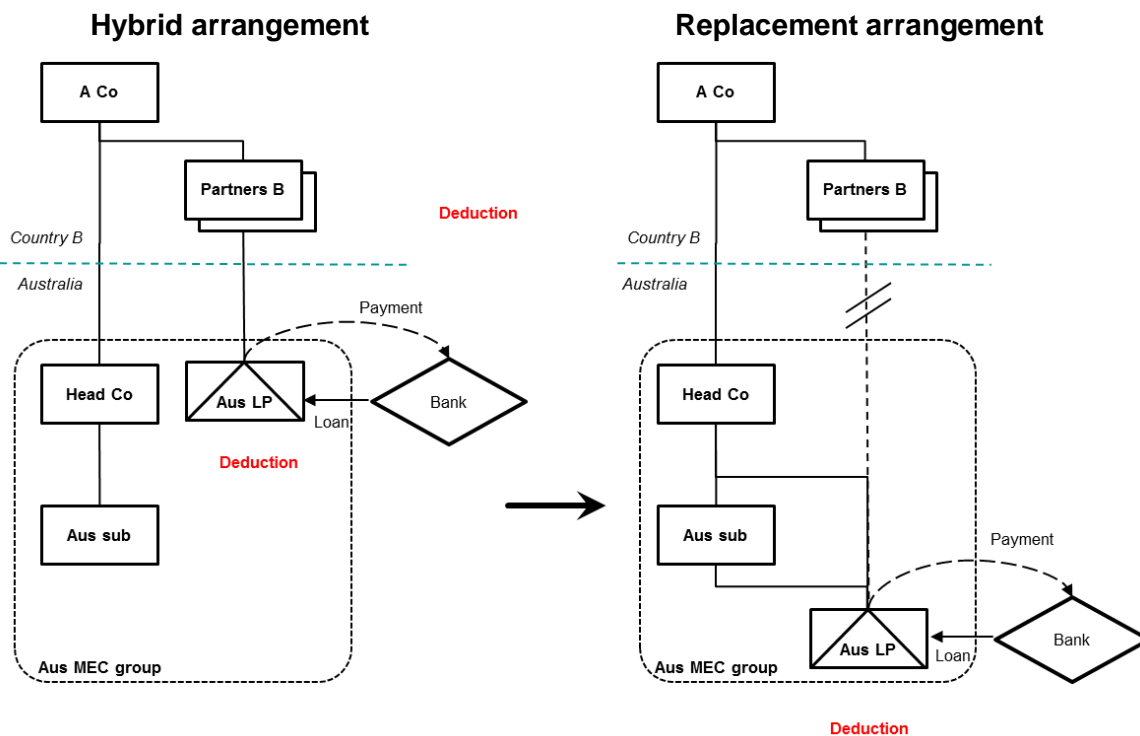 Hybrid arrangement
A Co
Partners B
Deduction
Country B
Australia
Payment
Head Co
Aus LP
Loan
Bank
Deduction
Aus sub
Aus MEC group
Replacement arrangement
A Co
Partners B
Country B
Australia
Head Co
Aus sub
Payment
Aus LP
Loan
Bank
Aus MEC group
Deduction